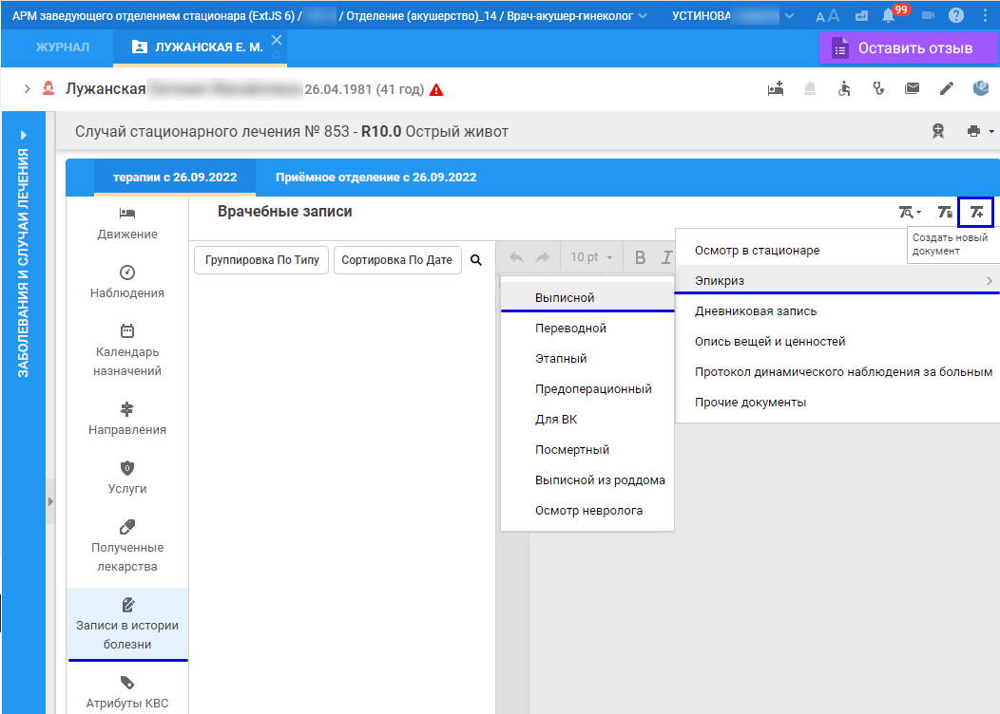 АРМ заведующего отделением стационара (ExtJS 6) / / Отделение (акушерство)_14 / Врач-акушер-гинеколог УСТИНОВА
99
ЖУРНАЛ
ЛУЖАНСКАЯ Е. М.
Оставить отзыв
Лужанская 26.04.1981 (41 год)
ЗАБОЛЕВАНИЯ И СЛУЧАИ ЛЕЧЕНИЯ
Случай стационарного лечения № 853 - R10.0 Острый живот
терапии с 26.09.2022
Приёмное отделение с 26.09.2022
Движение
Наблюдения
Календарь
назначений
Направления
Услуги
Полученные
лекарства
Записи в истории
болезни
Атрибуты КВС
Врачебные записи
Группировка По Типу
Сортировка По Дате
10 pt
B I
Создать новый
документ
Осмотр в стационаре
Эпикриз
Дневниковая запись
Опись вещей и ценностей
Протокол динамического наблюдения за больным
Прочие документы
Выписной
Переводной
Этапный
Предоперационный
Для ВК
Посмертный
Выписной из роддома
Осмотр невролога